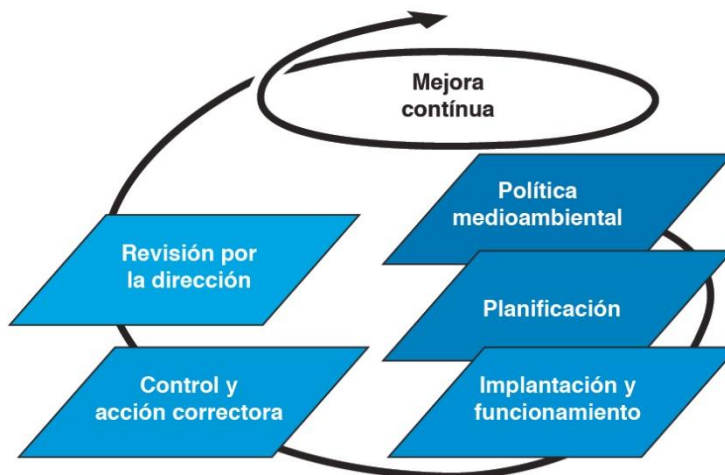 Mejora
contínua
Política
medioambiental
Revisión por
la dirección
Planificación
Control y
acción correctora
Implantación y
funcionamiento